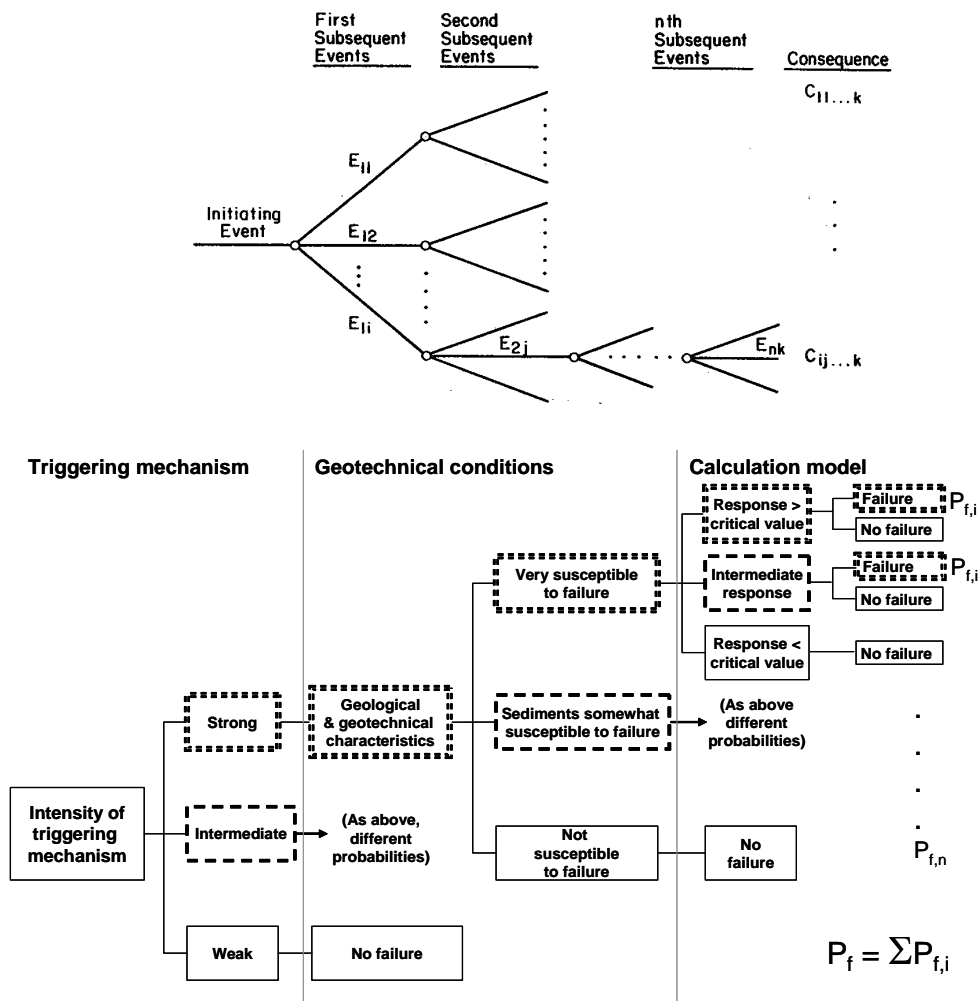 First
Subsequent
Events
Second
Subsequent
Events
nth
Subsequent
Events
Consequence
C11...k
E11
Initiating
Event
E12
E1i
E2j
Enk
Cij...k
Triggering mechanism
Geotechnical conditions
Calculation model
Response >
critical value
Failure
Pf,i
No failure
Very susceptible
to failure
Intermediate
response
Failure
Pf,i
No failure
Response <
critical value
No failure
Strong
Geological
& geotechnical
characteristics
Sediments somewhat
susceptible to failure
(As above
different
probabilities)
Intensity of
triggering
mechanism
Intermediate
(As above,
different
probabilities)
Not
susceptible
to failure
No
failure
Pf,n
Weak
No failure
Pf = ΣPf,i